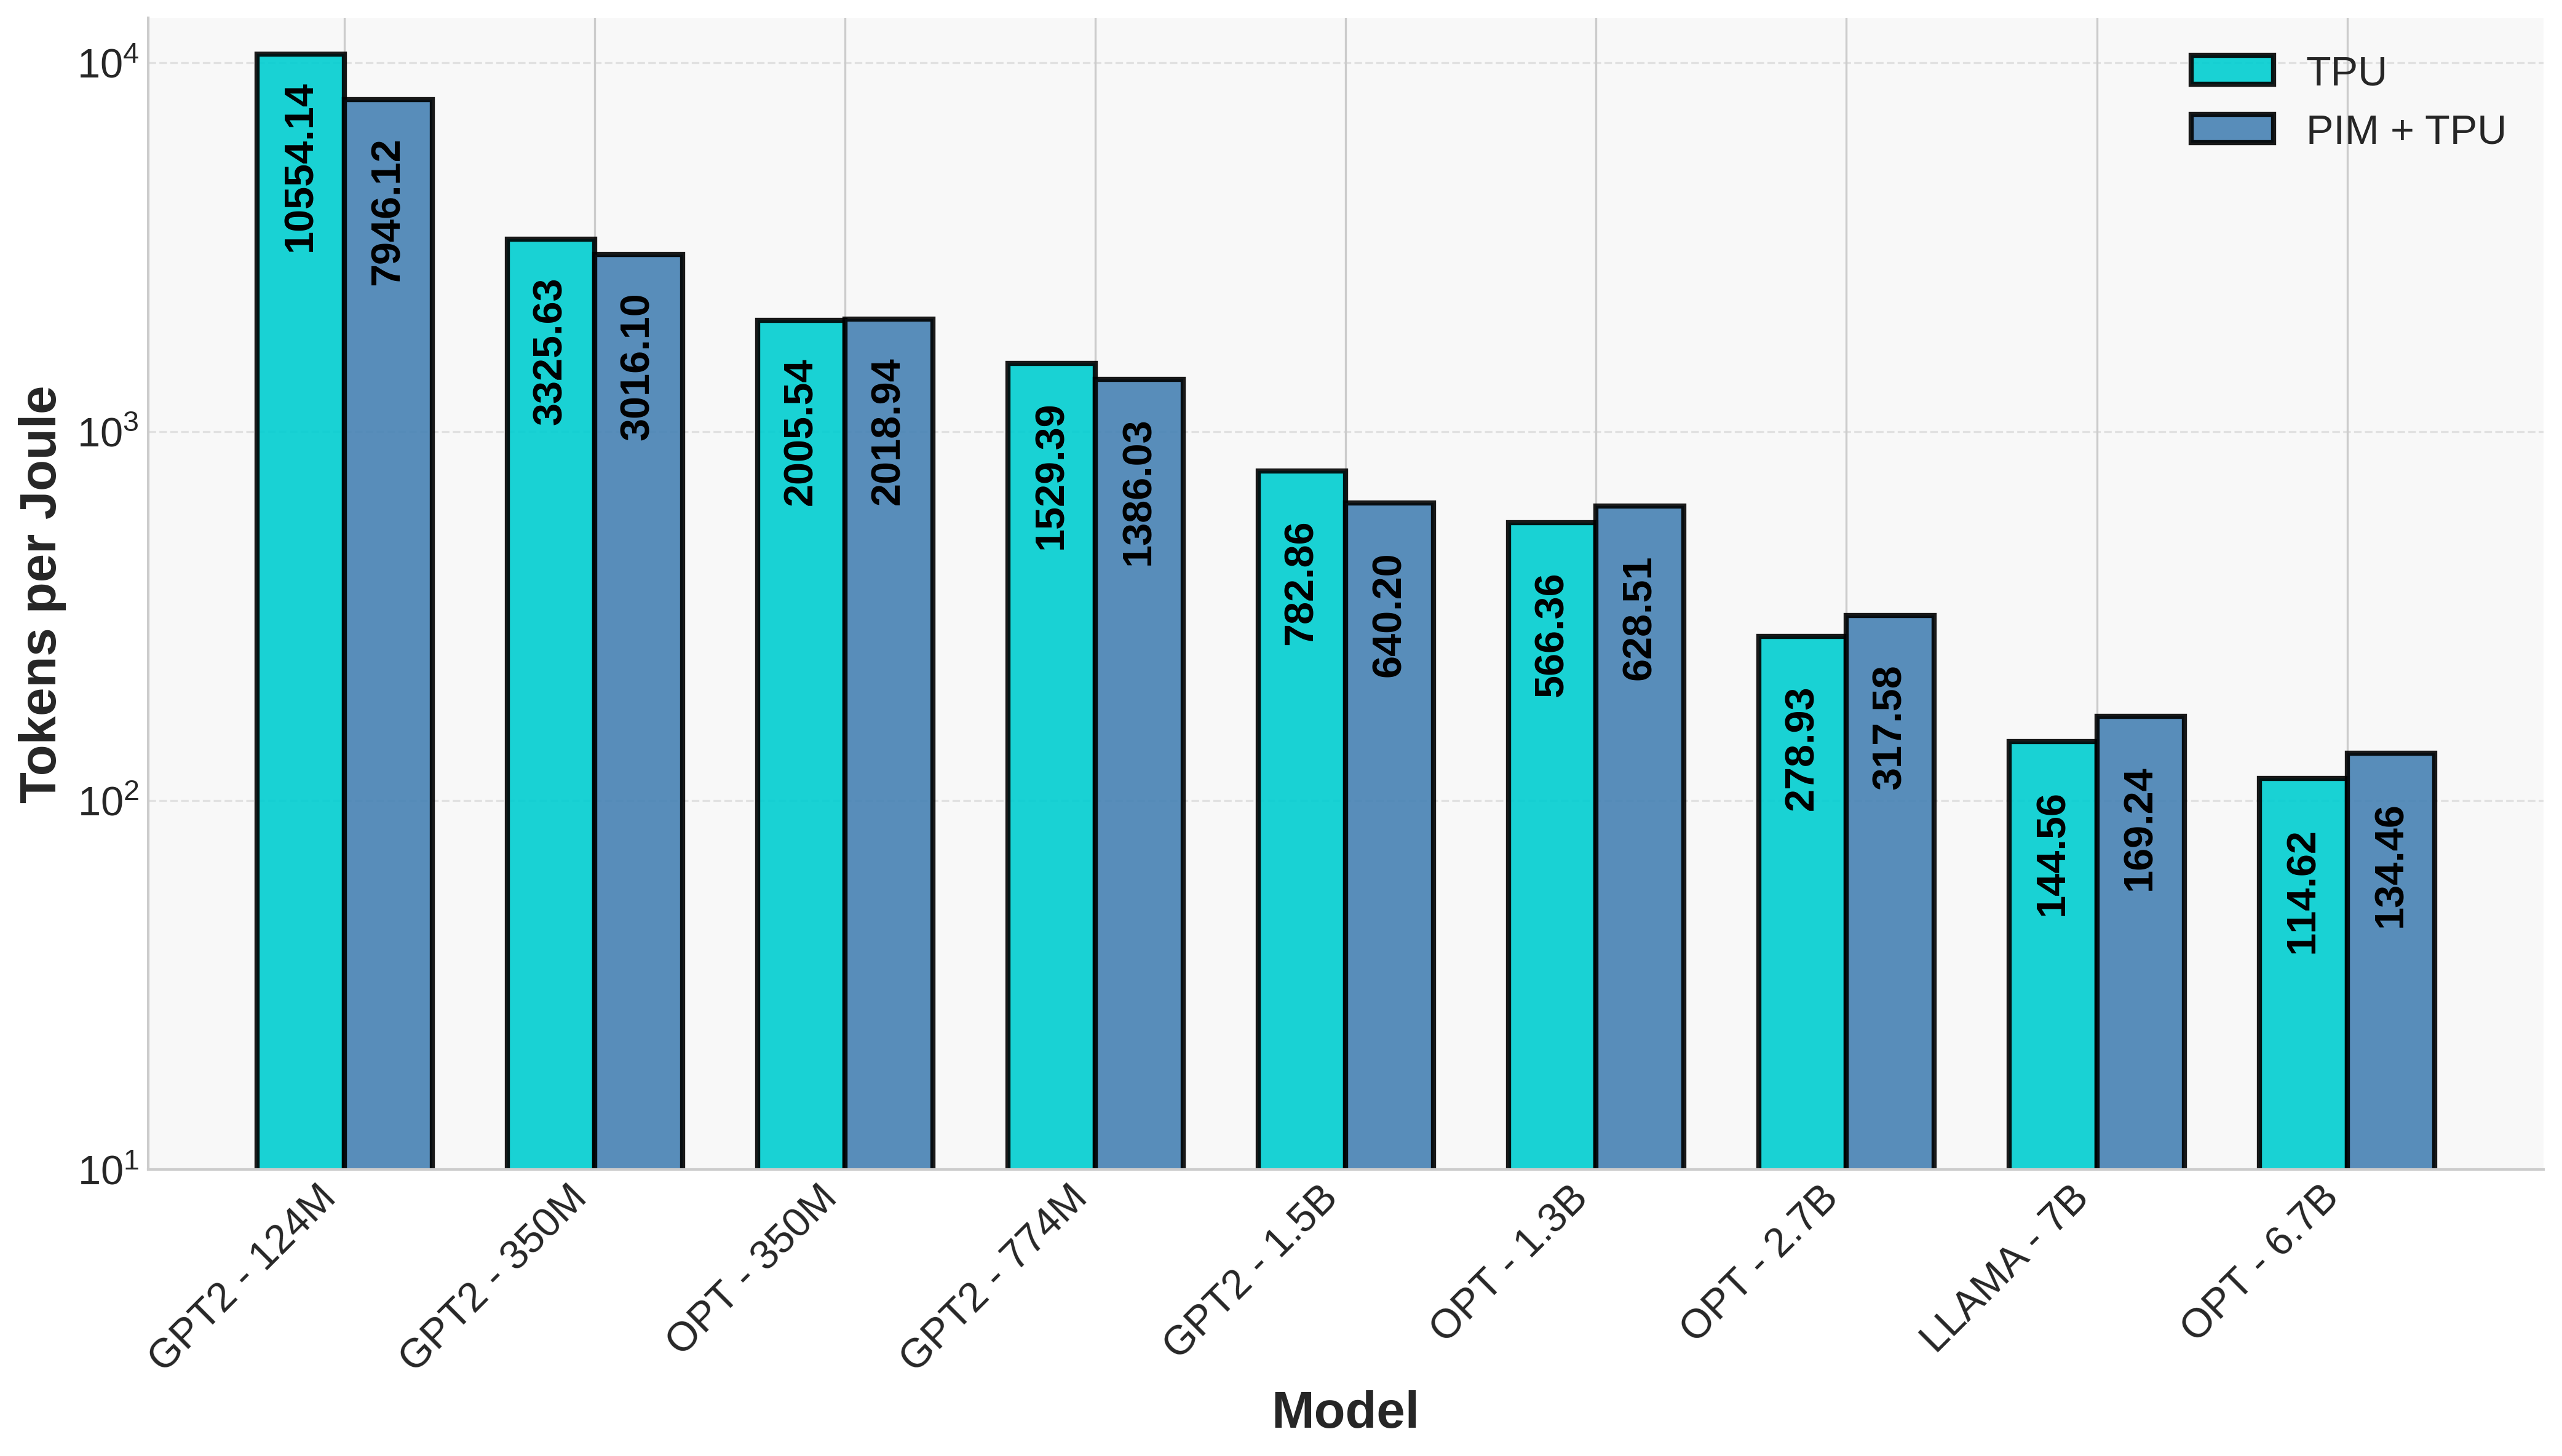 TPU
PIM + TPU
Tokens per Joule
10⁴
10³
10²
10¹
10554.14
7946.12
3325.63
3016.10
2005.54
2018.94
1529.39
1386.03
782.86
640.20
566.36
628.51
278.93
317.58
144.56
169.24
114.62
134.46
GPT2 - 124M
GPT2 - 350M
OPT - 350M
GPT2 - 774M
GPT2 - 1.5B
OPT - 1.3B
OPT - 2.7B
LLAMA - 7B
OPT - 6.7B
Model